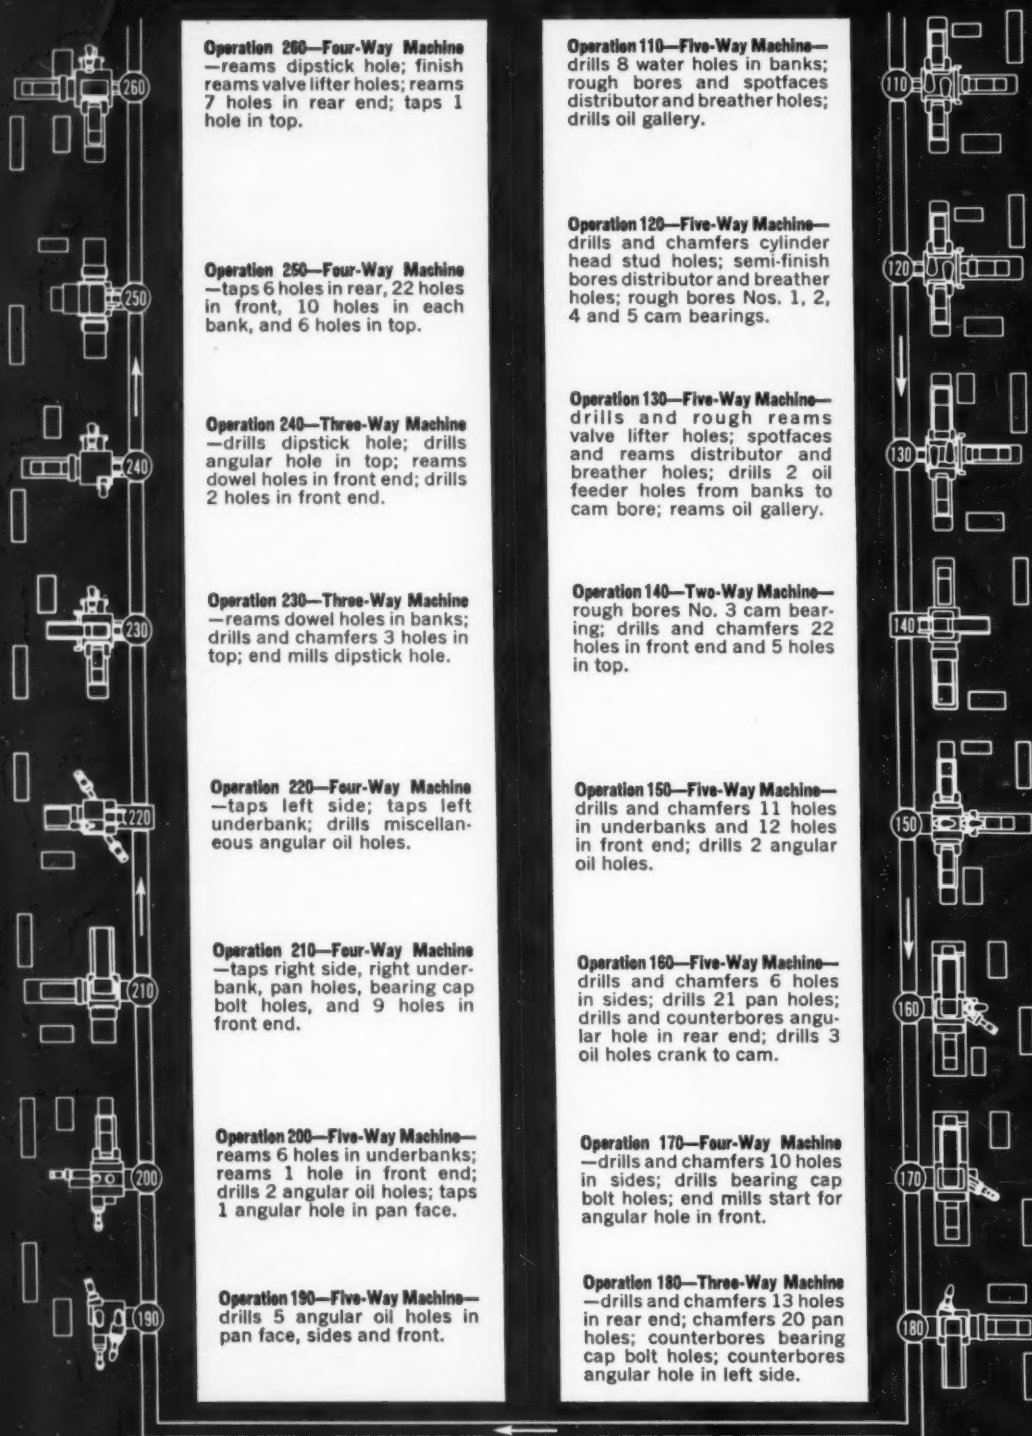 260
Operation 260—Four-Way Machine
—reams dipstick hole; finish
reams valve lifter holes; reams
7 holes in rear end; taps 1
hole in top.
250
Operation 250—Four-Way Machine
—taps 6 holes in rear, 22 holes
in front, 10 holes in each
bank, and 6 holes in top.
240
Operation 240—Three-Way Machine
—drills dipstick hole; drills
angular hole in top; reams
dowel holes in front end; drills
2 holes in front end.
230
Operation 230—Three-Way Machine
—reams dowel holes in banks;
drills and chamfers 3 holes in
top; end mills dipstick hole.
220
Operation 220—Four-Way Machine
—taps left side; taps left
underbank; drills miscellan-
eous angular oil holes.
210
Operation 210—Four-Way Machine
—taps right side, right under-
bank, pan holes, bearing cap
bolt holes, and 9 holes in
front end.
200
Operation 200—Five-Way Machine—
reams 6 holes in underbanks;
reams 1 hole in front end;
drills 2 angular oil holes; taps
1 angular hole in pan face.
190
Operation 190—Five-Way Machine—
drills 5 angular oil holes in
pan face, sides and front.
110
Operation 110—Five-Way Machine—
drills 8 water holes in banks;
rough bores and spotfaces
distributor and breather holes;
drills oil gallery.
120
Operation 120—Five-Way Machine—
drills and chamfers cylinder
head stud holes; semi-finish
bores distributor and breather
holes; rough bores Nos. 1, 2,
4 and 5 cam bearings.
130
Operation 130—Five-Way Machine—
drills and rough reams
valve lifter holes; spotfaces
and reams distributor and
breather holes; drills 2 oil
feeder holes from banks to
cam bore; reams oil gallery.
140
Operation 140—Two-Way Machine—
rough bores No. 3 cam bear-
ing; drills and chamfers 22
holes in front end and 5 holes
in top.
150
Operation 150—Five-Way Machine—
drills and chamfers 11 holes
in underbanks and 12 holes
in front end; drills 2 angular
oil holes.
160
Operation 160—Five-Way Machine—
drills and chamfers 6 holes
in sides; drills 21 pan holes;
drills and counterbores angu-
lar hole in rear end; drills 3
oil holes crank to cam.
170
Operation 170—Four-Way Machine
—drills and chamfers 10 holes
in sides; drills bearing cap
bolt holes; end mills start for
angular hole in front.
180
Operation 180—Three-Way Machine
—drills and chamfers 13 holes
in rear end; chamfers 20 pan
holes; counterbores bearing
cap bolt holes; counterbores
angular hole in left side.